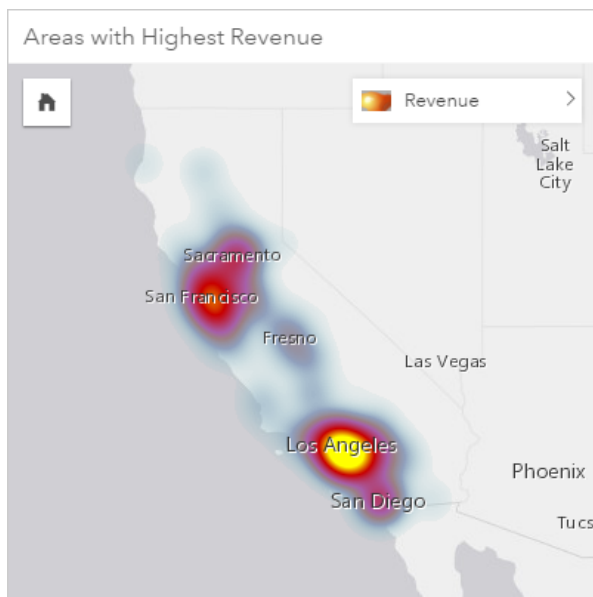 Areas with Highest Revenue
Revenue
Salt
Lake
City
Sacramento
San Francisco
Fresno
Las Vegas
Los Angeles
Phoenix
San Diego
Tucs